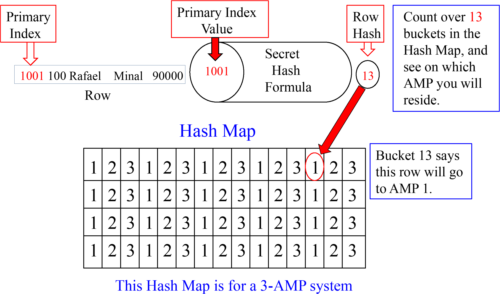 Primary
Index
Primary Index
Value
Row
Hash
Count over 13
buckets in the
Hash Map, and
see on which
AMP you will
reside.
1001 100 Rafael Minal 90000
Row
1001
Secret
Hash
Formula
13
Hash Map
Bucket 13 says
this row will go
to AMP 1.
1 2 3 1 2 3 1 2 3 1 2 3 1 2 3
1 2 3 1 2 3 1 2 3 1 2 3 1 2 3
1 2 3 1 2 3 1 2 3 1 2 3 1 2 3
1 2 3 1 2 3 1 2 3 1 2 3 1 2 3
This Hash Map is for a 3-AMP system